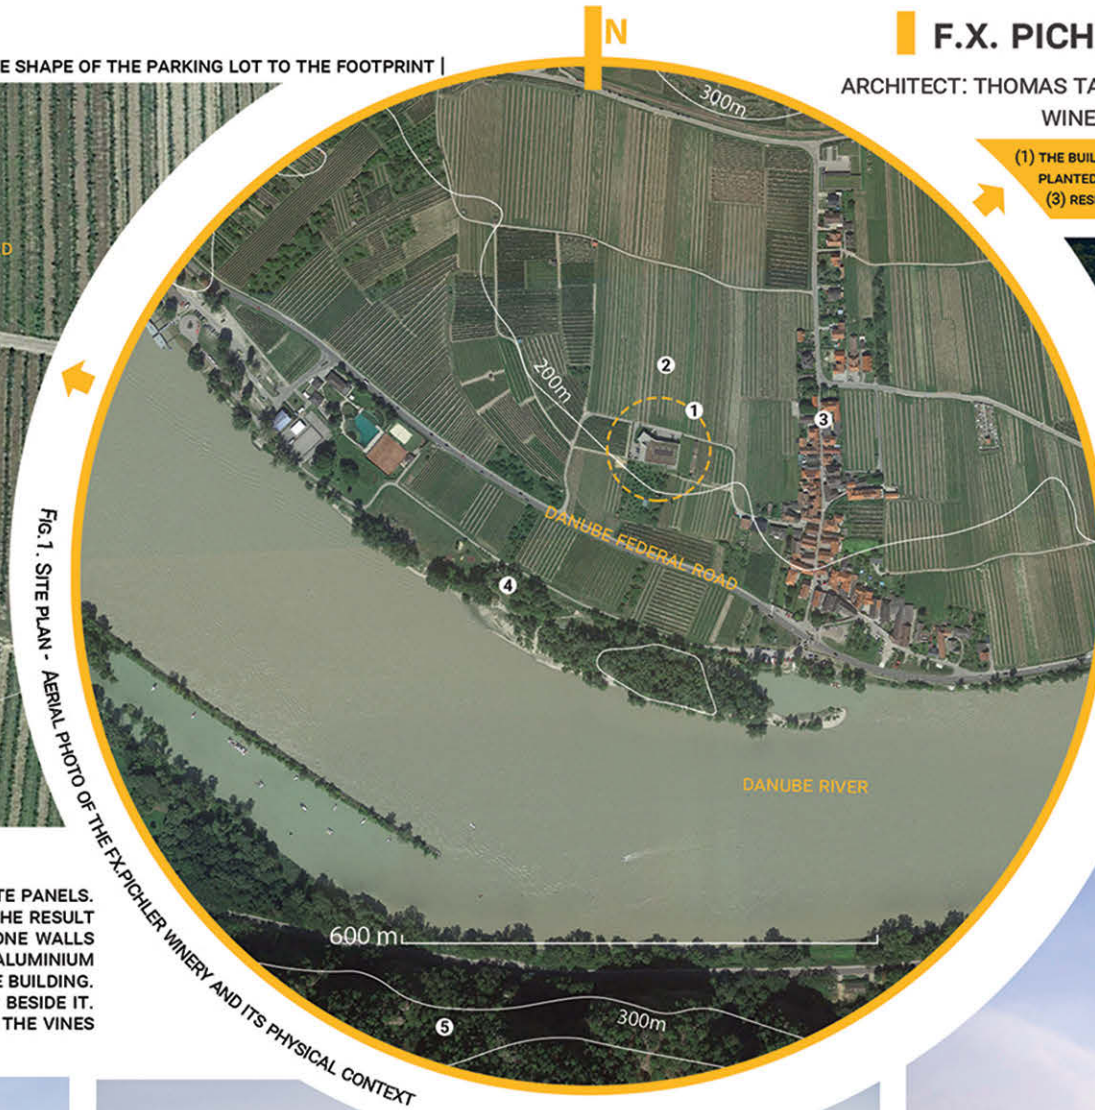 N
F.X. PICH
E SHAPE OF THE PARKING LOT TO THE FOOTPRINT |
ARCHITECT: THOMAS TA
WINE
(1) THE BUIL
PLANTED
(3) RES
300m
D
2
200m
1
3
DANUBE FEDERAL ROAD
4
DANUBE RIVER
FIG.1. SITE PLAN - AERIAL PHOTO OF THE FX.PICHLER WINERY AND ITS PHYSICAL CONTEXT
TE PANELS.
HE RESULT
ONE WALLS
ALUMINIUM
E BUILDING.
BESIDE IT.
THE VINES
600 m
300m
5